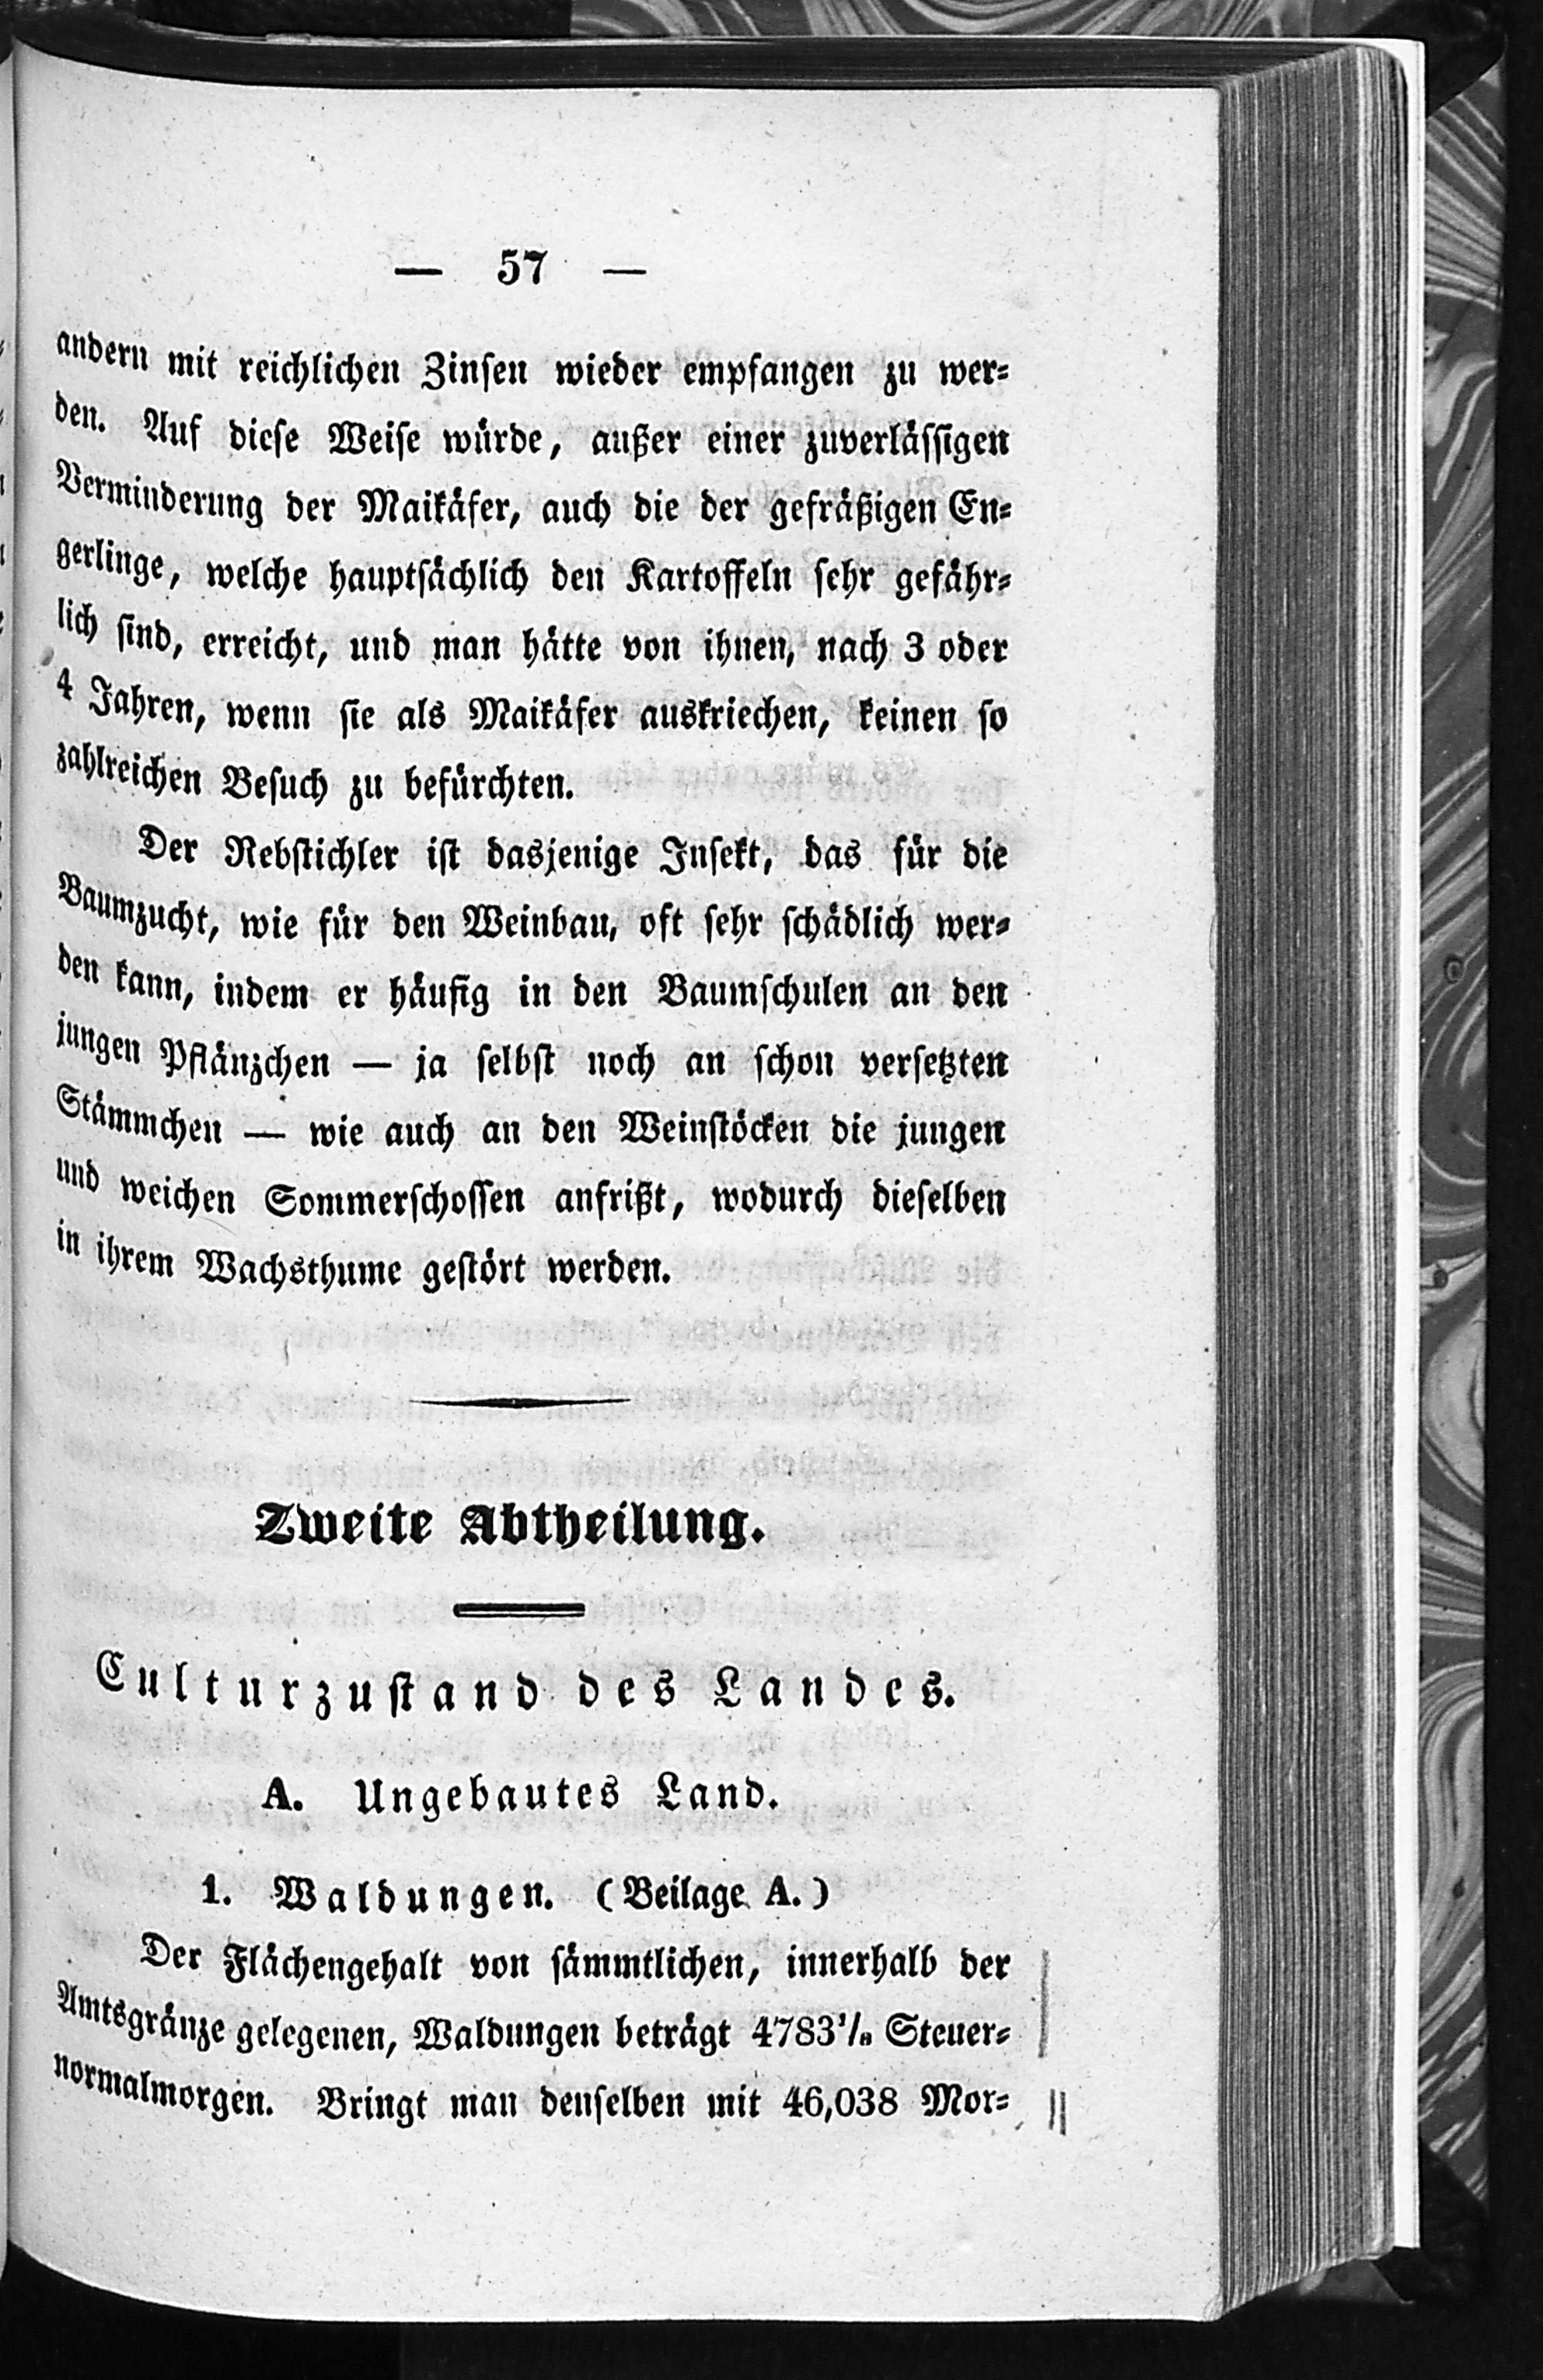 — 57 —
andern mit reichlichen Zinsen wieder empfangen zu wer-
den. Auf diese Weise würde, außer einer zuverlässigen
Verminderung der Maikäfer, auch die der gefräßigen En-
gerlinge, welche hauptsächlich den Kartoffeln sehr gefähr-
lich sind, erreicht, und man hätte von ihnen, nach 3 oder
4 Jahren, wenn sie als Maikäfer auskriechen, keinen so
zahlreichen Besuch zu befürchten.
Der Rebstichler ist dasjenige Insekt, das für die
Baumzucht, wie für den Weinbau, oft sehr schädlich wer-
den kann, indem er häufig in den Baumschulen an den
jungen Pflänzchen — ja selbst noch an schon versetzten
Stämmchen — wie auch an den Weinstöcken die jungen
und weichen Sommerschossen anfrißt, wodurch dieselben
in ihrem Wachsthume gestört werden.
Zweite Abtheilung.
Culturzustand des Landes.
A. Ungebautes Land.
1. Waldungen. (Beilage A.)
Der Flächengehalt von sämmtlichen, innerhalb der
Amtsgränze gelegenen, Waldungen beträgt Steuer-
normalmorgen. Bringt man denselben mit 46,038 Mor-